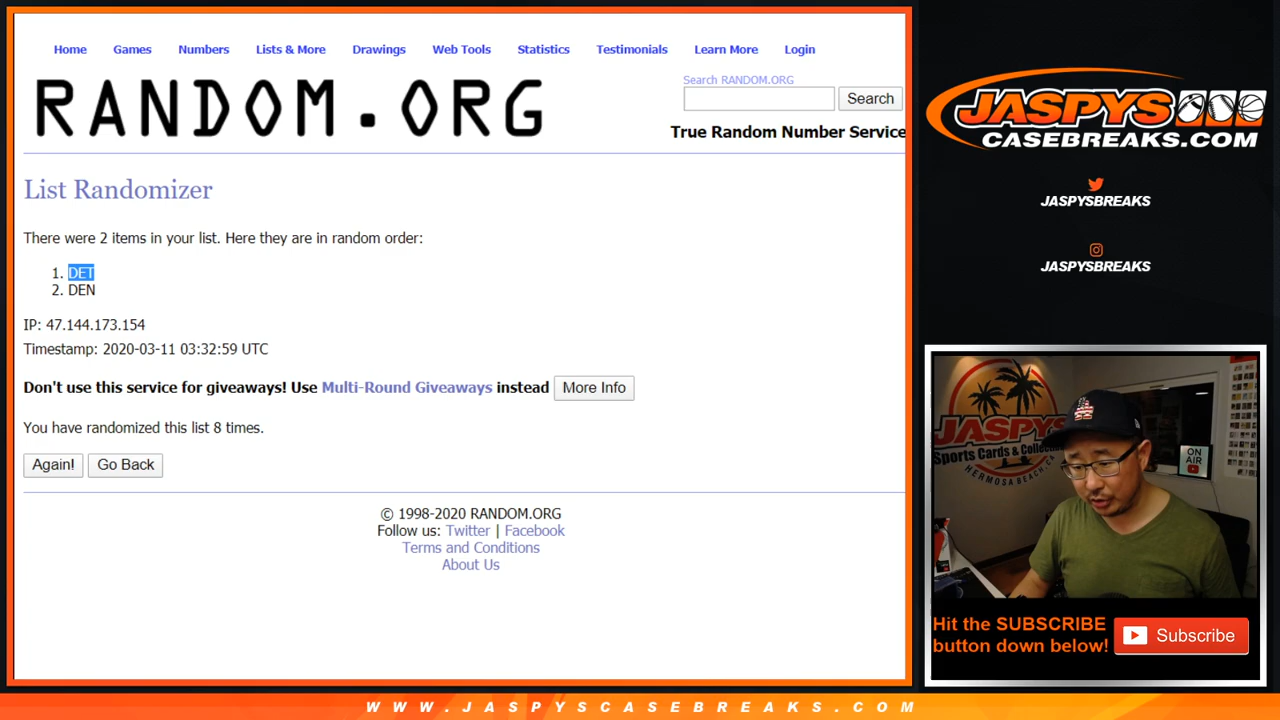 Home Games Numbers Lists & More Drawings Web Tools Statistics Testimonials Learn More Login
RANDOM.ORG
Search RANDOM.ORG
Search
True Random Number Service
List Randomizer
There were 2 items in your list. Here they are in random order:
1. DET
2. DEN
IP: 47.144.173.154
Timestamp: 2020-03-11 03:32:59 UTC
Don't use this service for giveaways! Use Multi-Round Giveaways instead More Info
You have randomized this list 8 times.
Again! Go Back
© 1998-2020 RANDOM.ORG
Follow us: Twitter | Facebook
Terms and Conditions
About Us
JASPYS
CASEBREAKS.COM
JASPYSBREAKS
JASPYSBREAKS
JASPYS
Sports Cards & Collec
HERMOSA BEACH, CA
ON
AIR
Hit the SUBSCRIBE
button down below!
Subscribe
WWW.JASPYSCASEBREAKS.COM